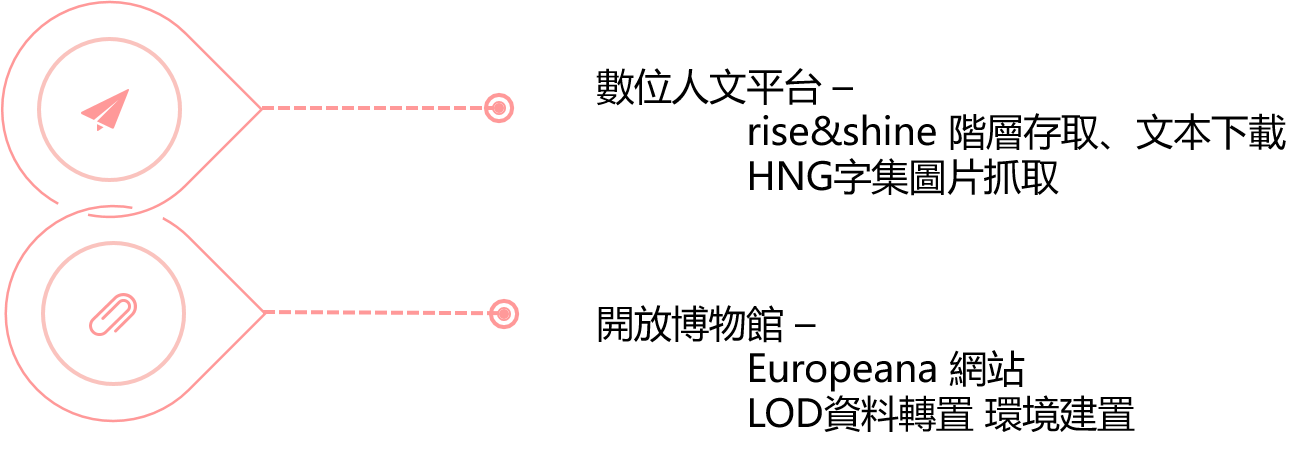 數位人文平台 –
rise&shine 階層存取、文本下載
HNG字集圖片抓取
開放博物館 –
Europeana 網站
LOD資料轉置 環境建置